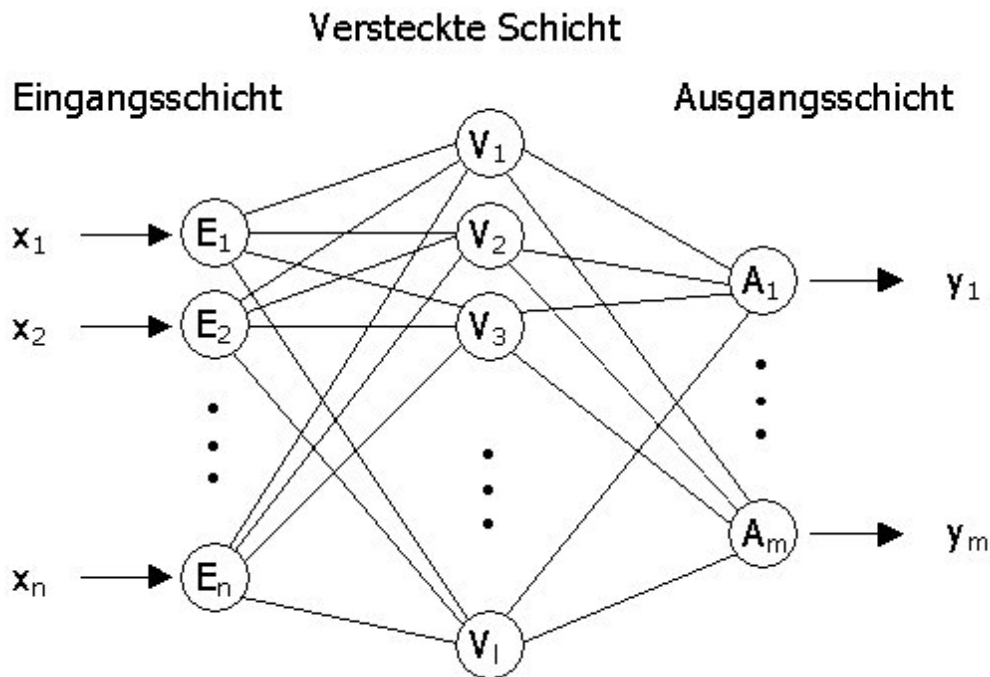 Versteckte Schicht
Eingangsschicht
Ausgangsschicht
V₁
x₁
E₁
V₂
A₁
y₁
x₂
E₂
V₃
xₙ
Eₙ
Aₘ
yₘ
Vₗ